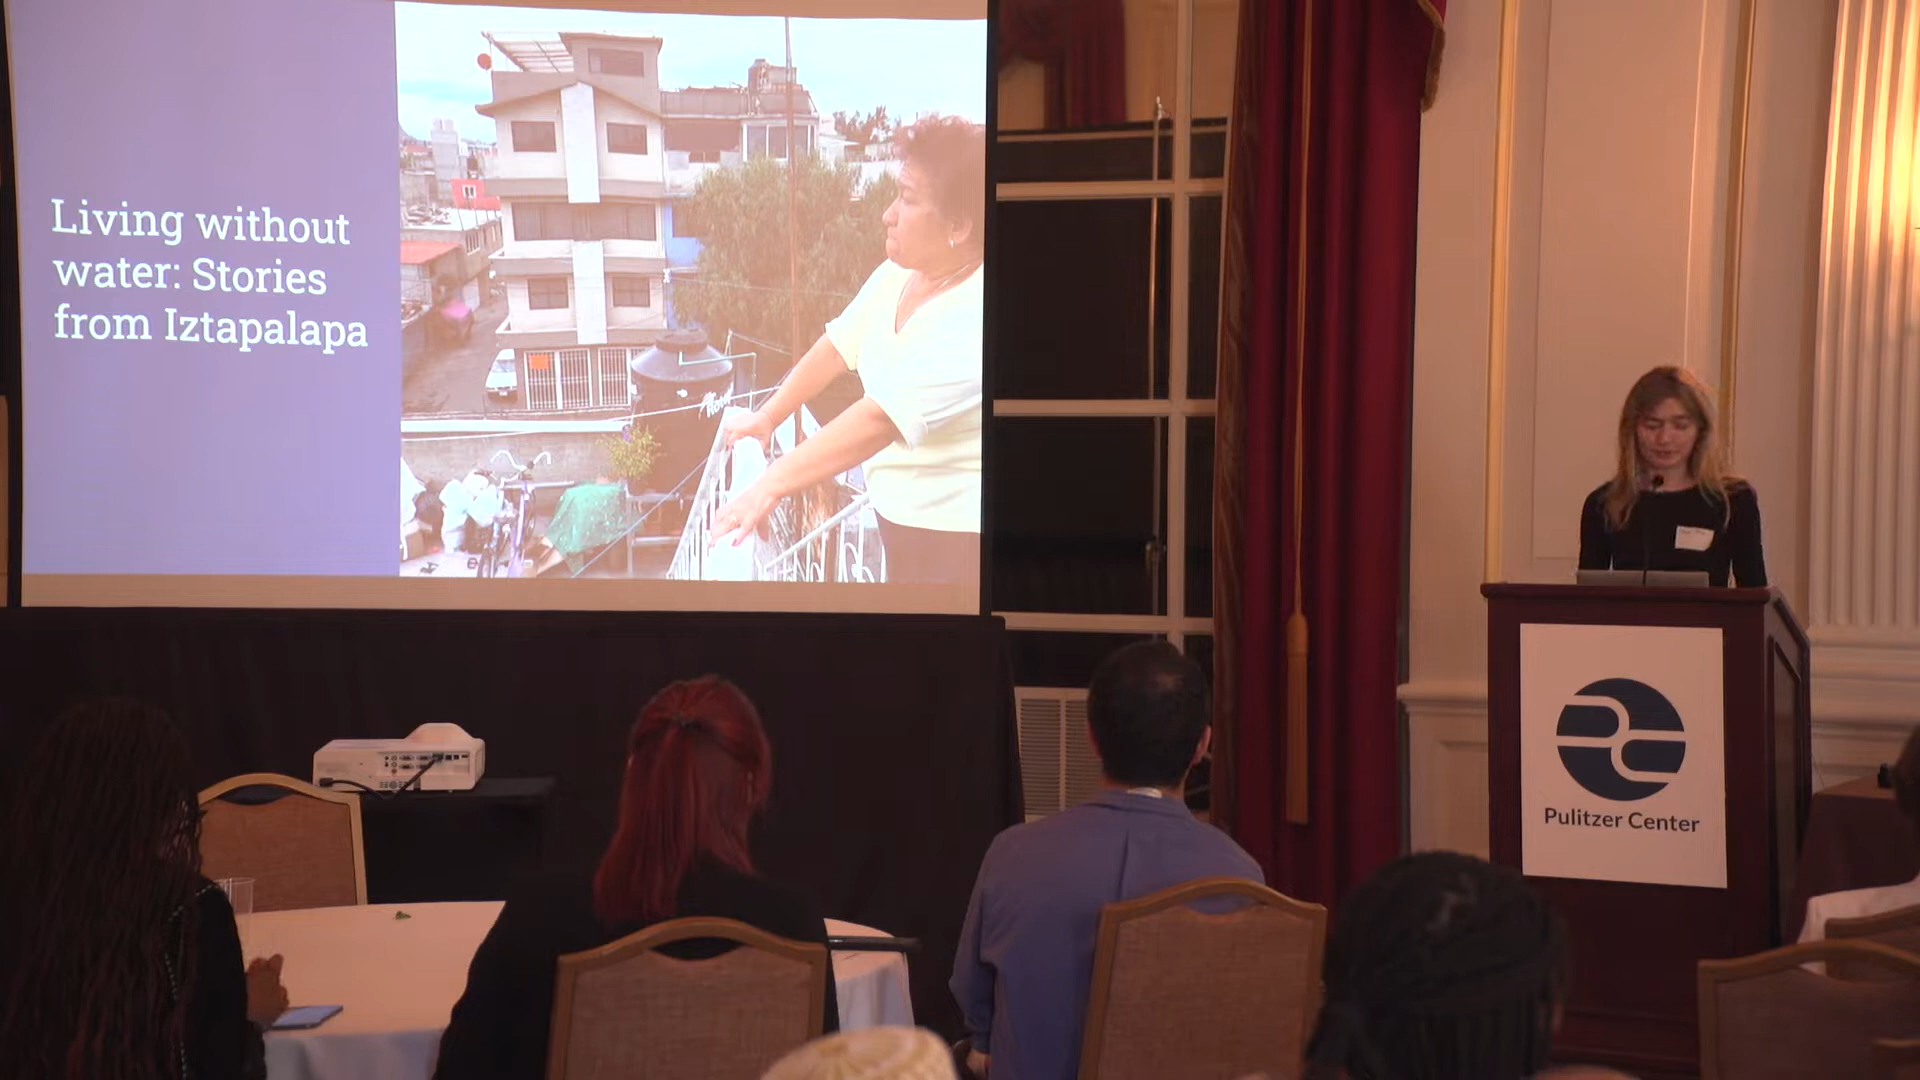 Living without
water: Stories
from Iztapalapa
Pulitzer Center